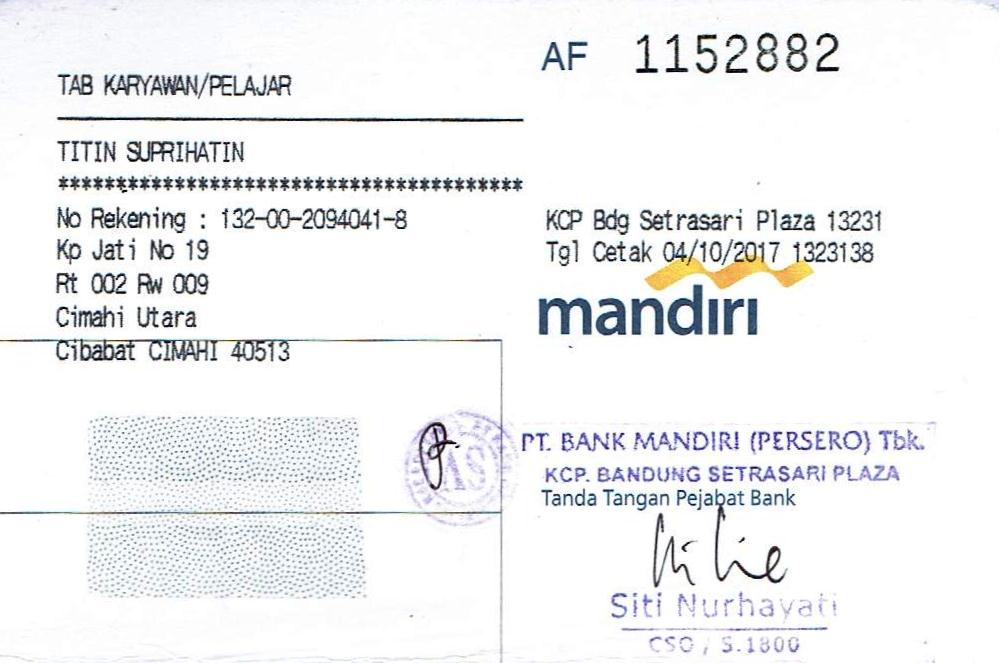 AF 1152882
TAB KARYAWAN/PELAJAR
TITIN SUPRIHATIN
****************************************
No Rekening : 132-00-2094041-8
Kp Jati No 19
Rt 002 Rw 009
Cimahi Utara
Cibabat CIMAHI 40513
KCP Bdg Setrasari Plaza 13231
Tgl Cetak 04/10/2017 1323138
mandiri
PT. BANK MANDIRI (PERSERO) Tbk.
KCP. BANDUNG SETRASARI PLAZA
Tanda Tangan Pejabat Bank
Siti Nurhayati
CSO / S.1800